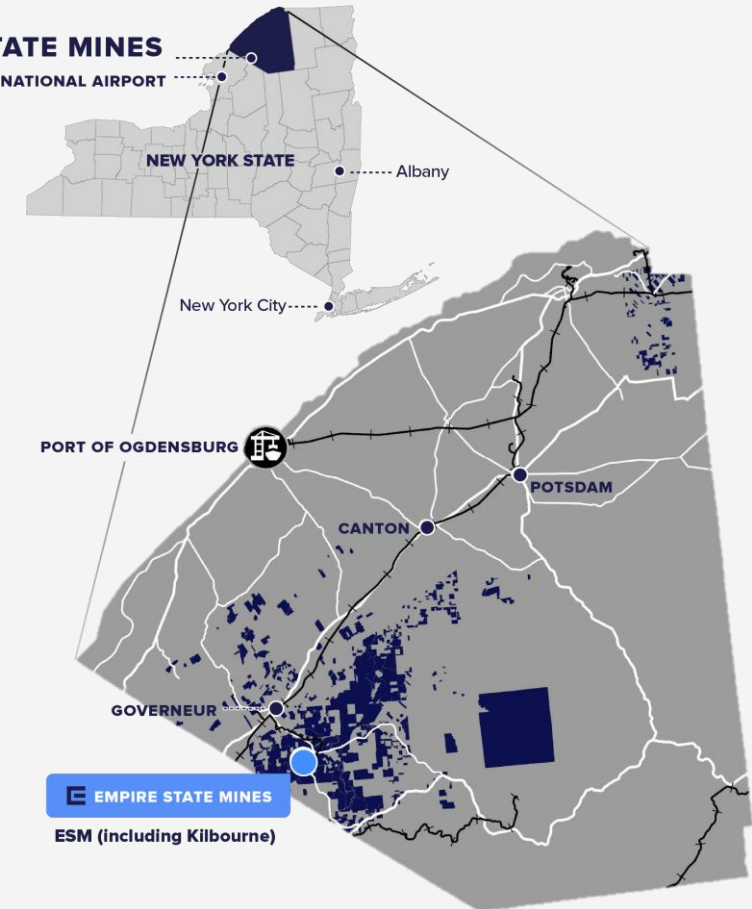 TATE MINES
NATIONAL AIRPORT
NEW YORK STATE
Albany
New York City
PORT OF OGDENSBURG
POTSDAM
CANTON
GOVERNEUR
EMPIRE STATE MINES
ESM (including Kilbourne)